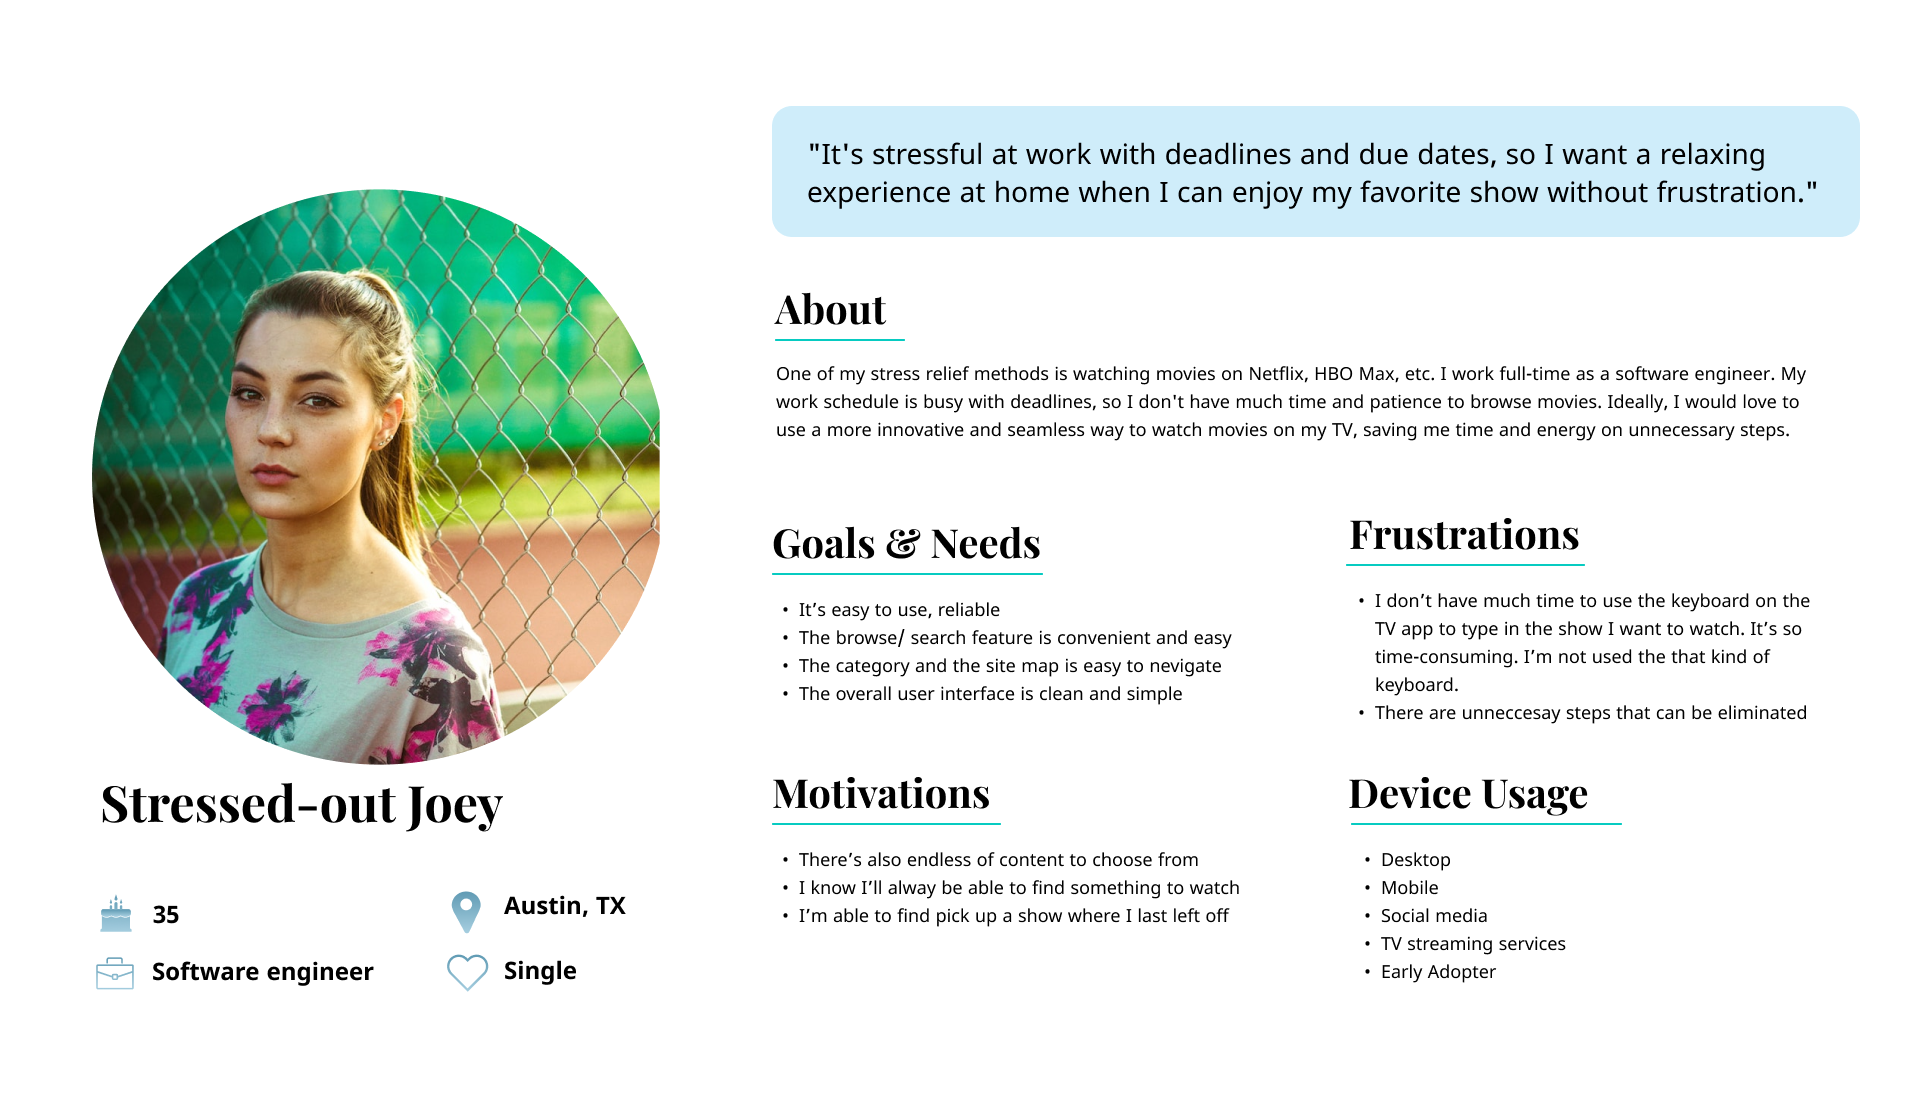 "It's stressful at work with deadlines and due dates, so I want a relaxing
experience at home when I can enjoy my favorite show without frustration."
About
One of my stress relief methods is watching movies on Netflix, HBO Max, etc. I work full-time as a software engineer. My
work schedule is busy with deadlines, so I don't have much time and patience to browse movies. Ideally, I would love to
use a more innovative and seamless way to watch movies on my TV, saving me time and energy on unnecessary steps.
Goals & Needs
• It’s easy to use, reliable
• The browse/ search feature is convenient and easy
• The category and the site map is easy to nevigate
• The overall user interface is clean and simple
Frustrations
• I don’t have much time to use the keyboard on the
TV app to type in the show I want to watch. It’s so
time-consuming. I’m not used the that kind of
keyboard.
• There are unneccesay steps that can be eliminated
Motivations
• There’s also endless of content to choose from
• I know I’ll alway be able to find something to watch
• I’m able to find pick up a show where I last left off
Device Usage
• Desktop
• Mobile
• Social media
• TV streaming services
• Early Adopter
Stressed-out Joey
35
Austin, TX
Software engineer
Single